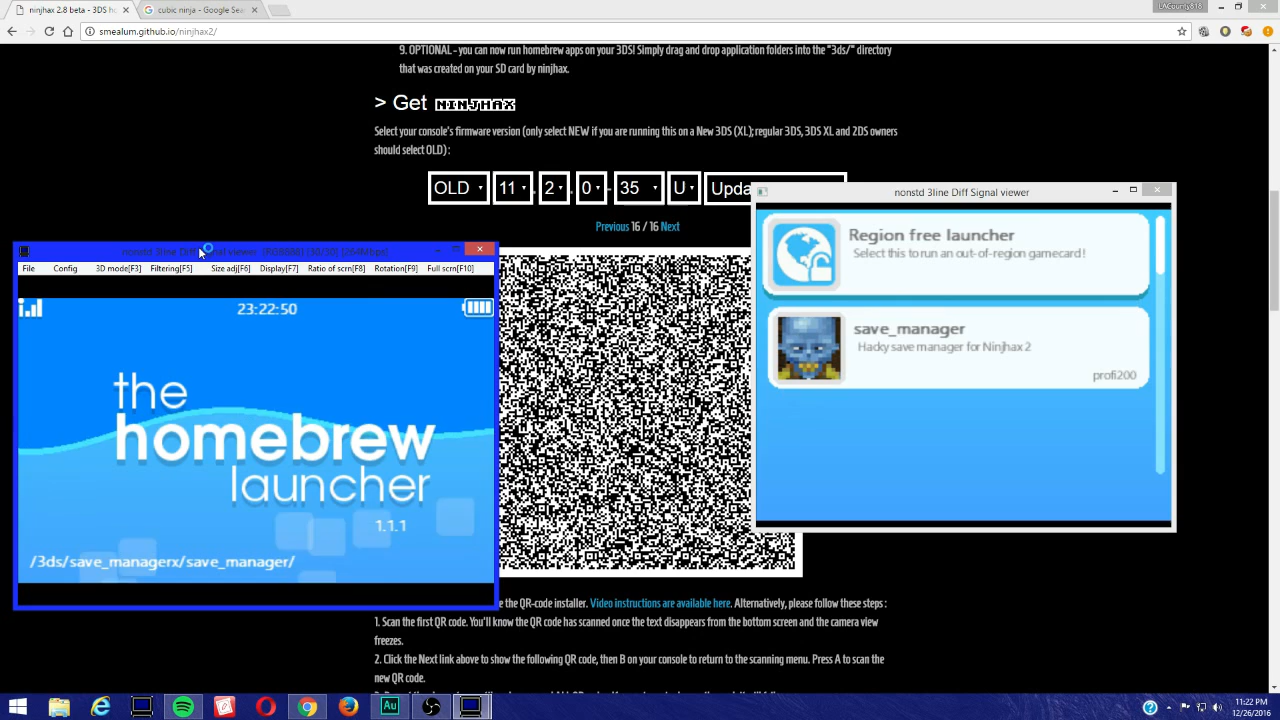 ninjhax 2.8 beta - 3DS h
cubic ninja - Google Sea
LACounty818
smealum.github.io/ninjhax2/
9. OPTIONAL - you can now run homebrew apps on your 3DS! Simply drag and drop application folders into the "3ds/" directory
that was created on your SD card by ninjhax.
> Get NINJHAX
Select your console's firmware version (only select NEW if you are running this on a New 3DS (XL); regular 3DS, 3DS XL and 2DS owners
should select OLD) :
OLD 11 . 2 . 0 - 35 U Upda
Previous 16 / 16 Next
nonstd 3line Diff Signal viewer
Region free launcher
Select this to run an out-of-region gamecard!
save_manager
Hacky save manager for Ninjhax 2
profi200
File Config 3D mode[F3] Filtering[F5] Size adj[F6] Display[F7] Ratio of scrn[F8] Rotation[F9] Full scrn[F10]
23:22:50
the
homebrew
launcher
1.1.1
/3ds/save_managerx/save_manager/
e the QR-code installer. Video instructions are available here. Alternatively, please follow these steps :
1. Scan the first QR code. You'll know the QR code has scanned once the text disappears from the bottom screen and the camera view
freezes.
2. Click the Next link above to show the following QR code, then B on your console to return to the scanning menu. Press A to scan the
new QR code.
Au
11:22 PM
12/26/2016